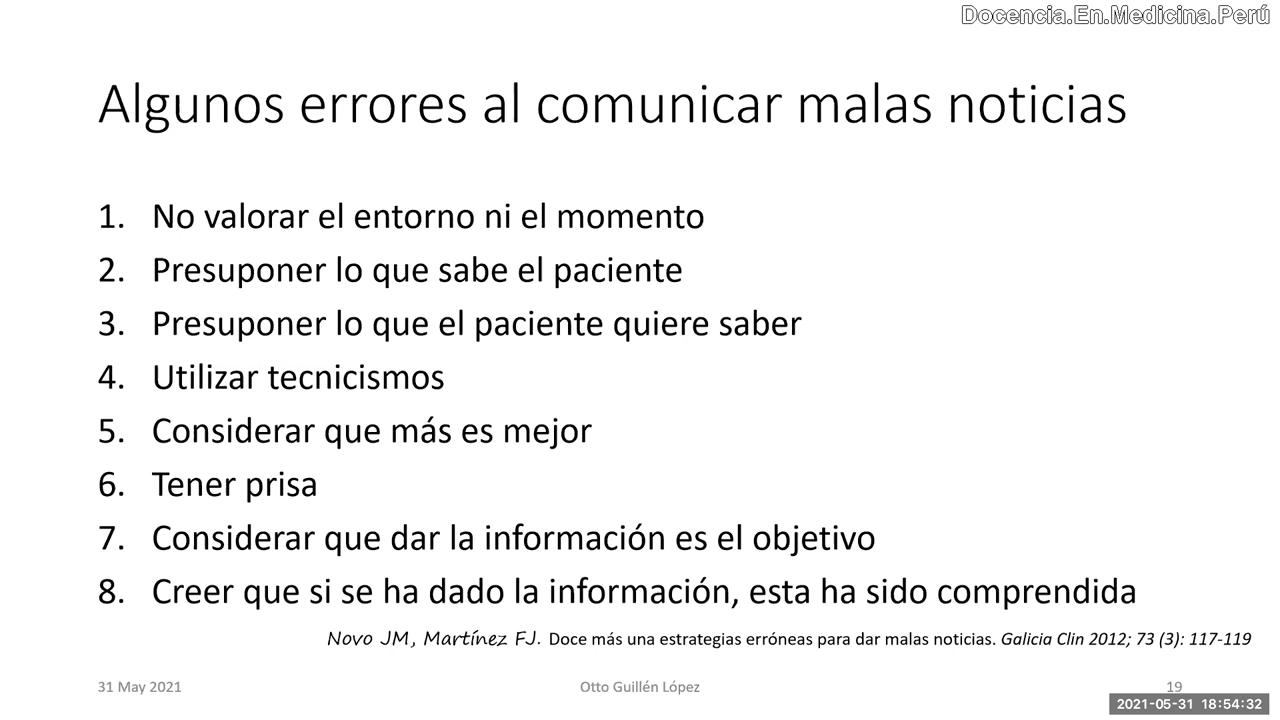 Docencia.En.Medicina.Perú
Algunos errores al comunicar malas noticias
1. No valorar el entorno ni el momento
2. Presuponer lo que sabe el paciente
3. Presuponer lo que el paciente quiere saber
4. Utilizar tecnicismos
5. Considerar que más es mejor
6. Tener prisa
7. Considerar que dar la información es el objetivo
8. Creer que si se ha dado la información, esta ha sido comprendida
Novo JM, Martínez FJ. Doce más una estrategias erróneas para dar malas noticias. Galicia Clin 2012; 73 (3): 117-119
31 May 2021 Otto Guillén López 19
2021-05-31 18:54:32